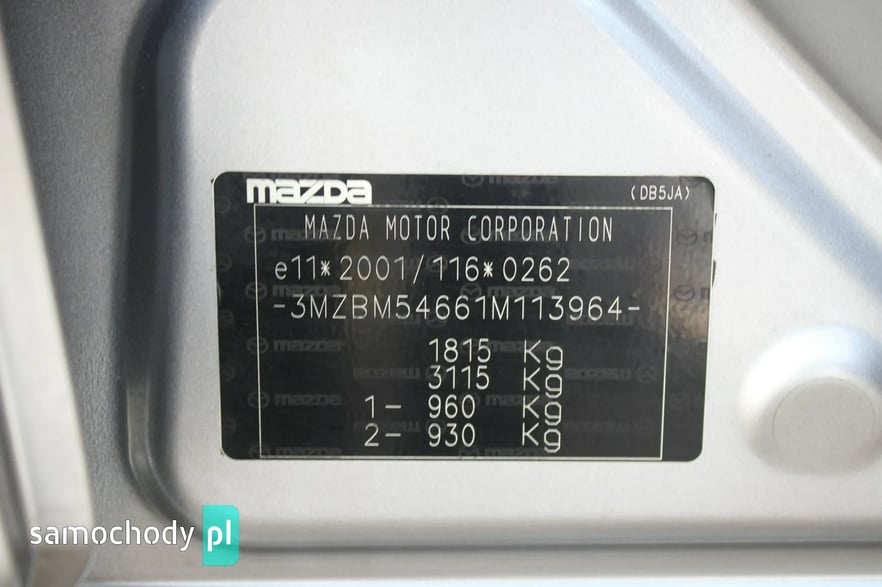 mazda (DB5JA)
MAZDA MOTOR CORPORATION
e11*2001/116*0262
-3MZBM54661M113964-
1815 Kg
3115 Kg
1- 960 Kg
2- 930 Kg
samochody pl